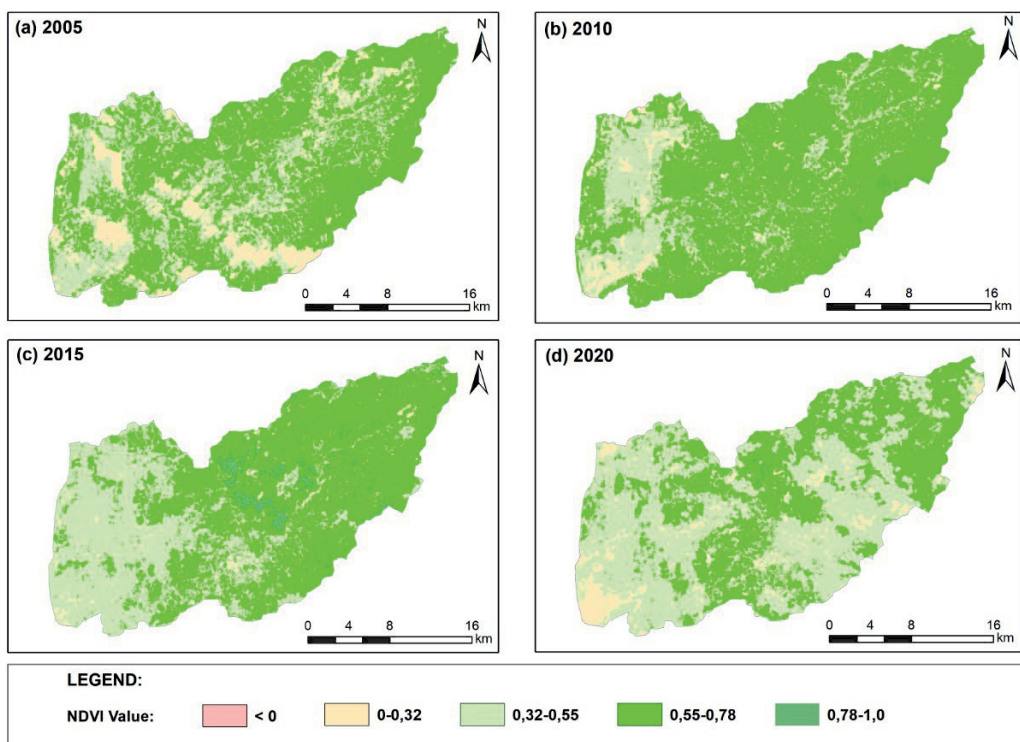 (a) 2005
N
0 4 8 16
km
(b) 2010
N
0 4 8 16
km
(c) 2015
N
0 4 8 16
km
(d) 2020
N
0 4 8 16
km
LEGEND:
NDVI Value: < 0 0-0,32 0,32-0,55 0,55-0,78 0,78-1,0